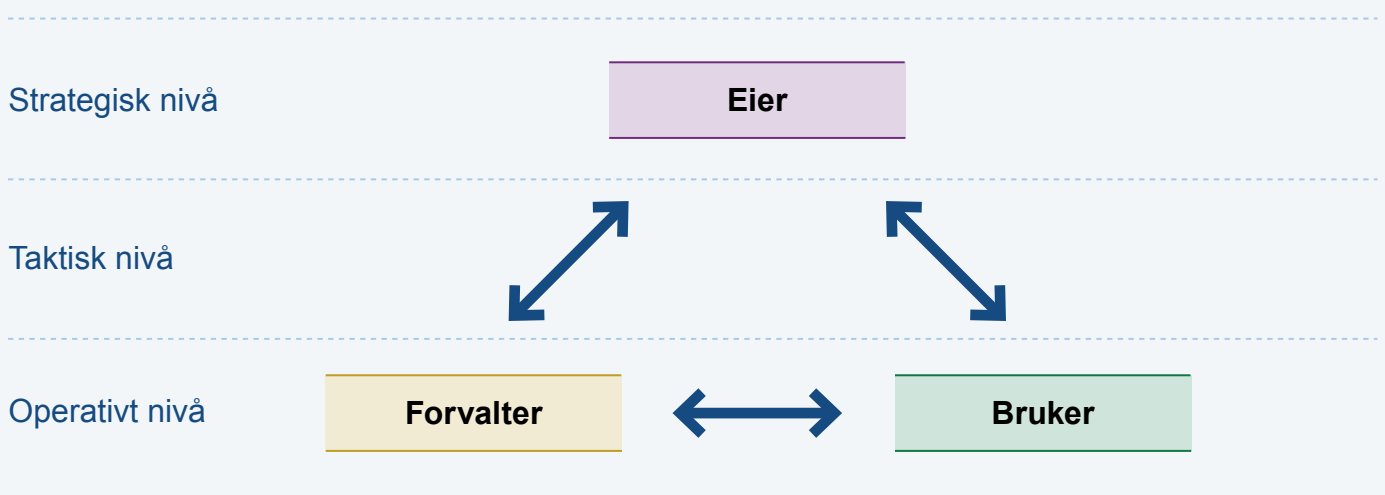 Strategisk nivå
Eier
Taktisk nivå
Operativt nivå
Forvalter
Bruker